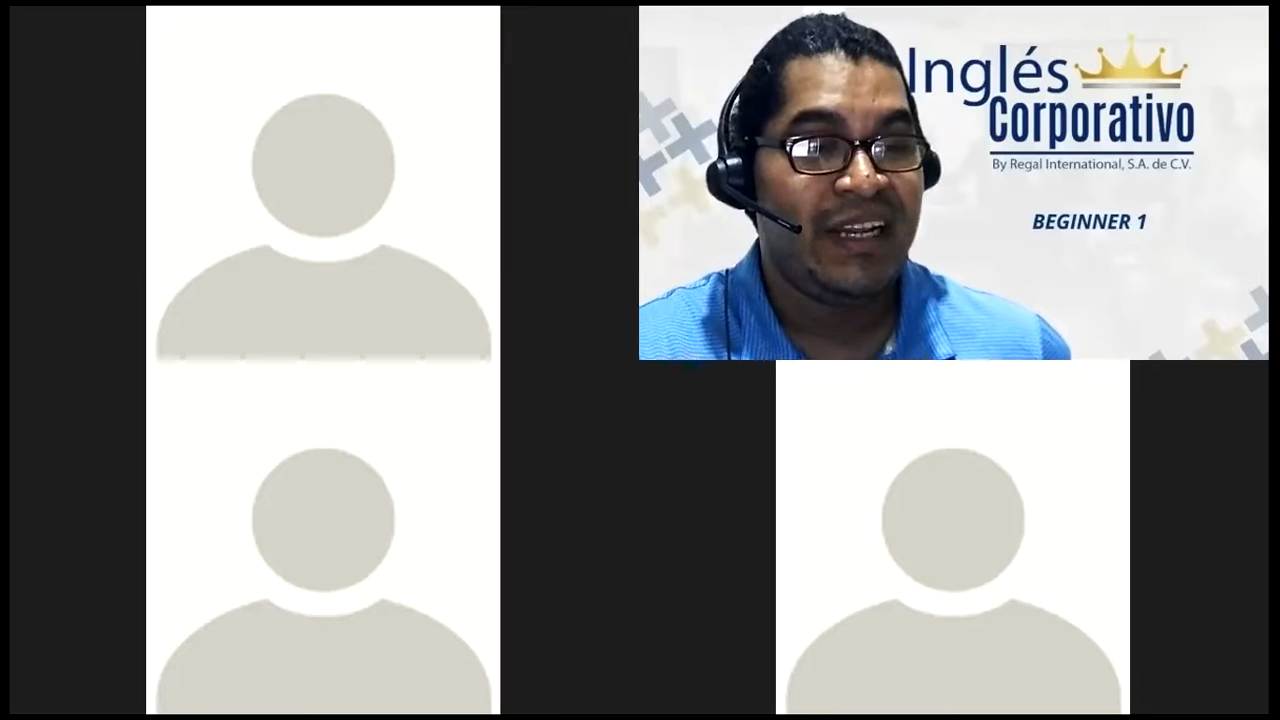 Inglés
Corporativo
By Regal International, S.A. de C.V.
BEGINNER 1